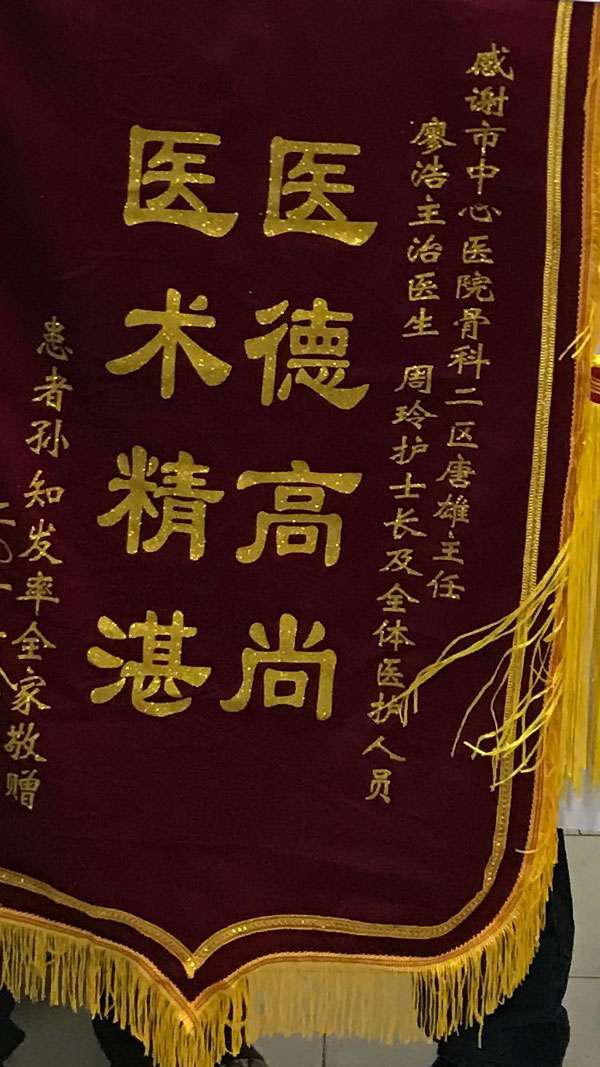 感谢市中心医院骨科二区唐雄主任
廖浩主治医生 周玲护士长及全体医护人员
医德高尚
医术精湛
患者孙知发率全家敬赠